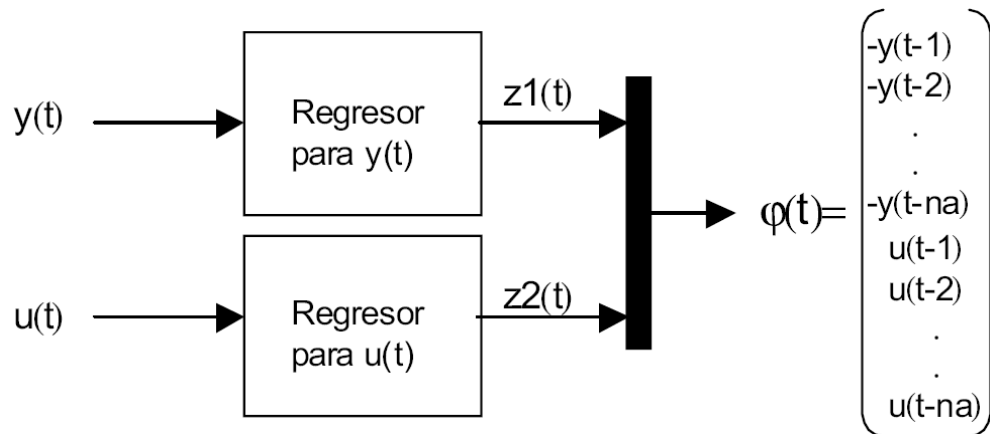 y(t)
Regresor
para y(t)
z1(t)
u(t)
Regresor
para u(t)
z2(t)
φ(t)=
-y(t-1)
-y(t-2)
.
.
-y(t-na)
u(t-1)
u(t-2)
.
.
u(t-na)